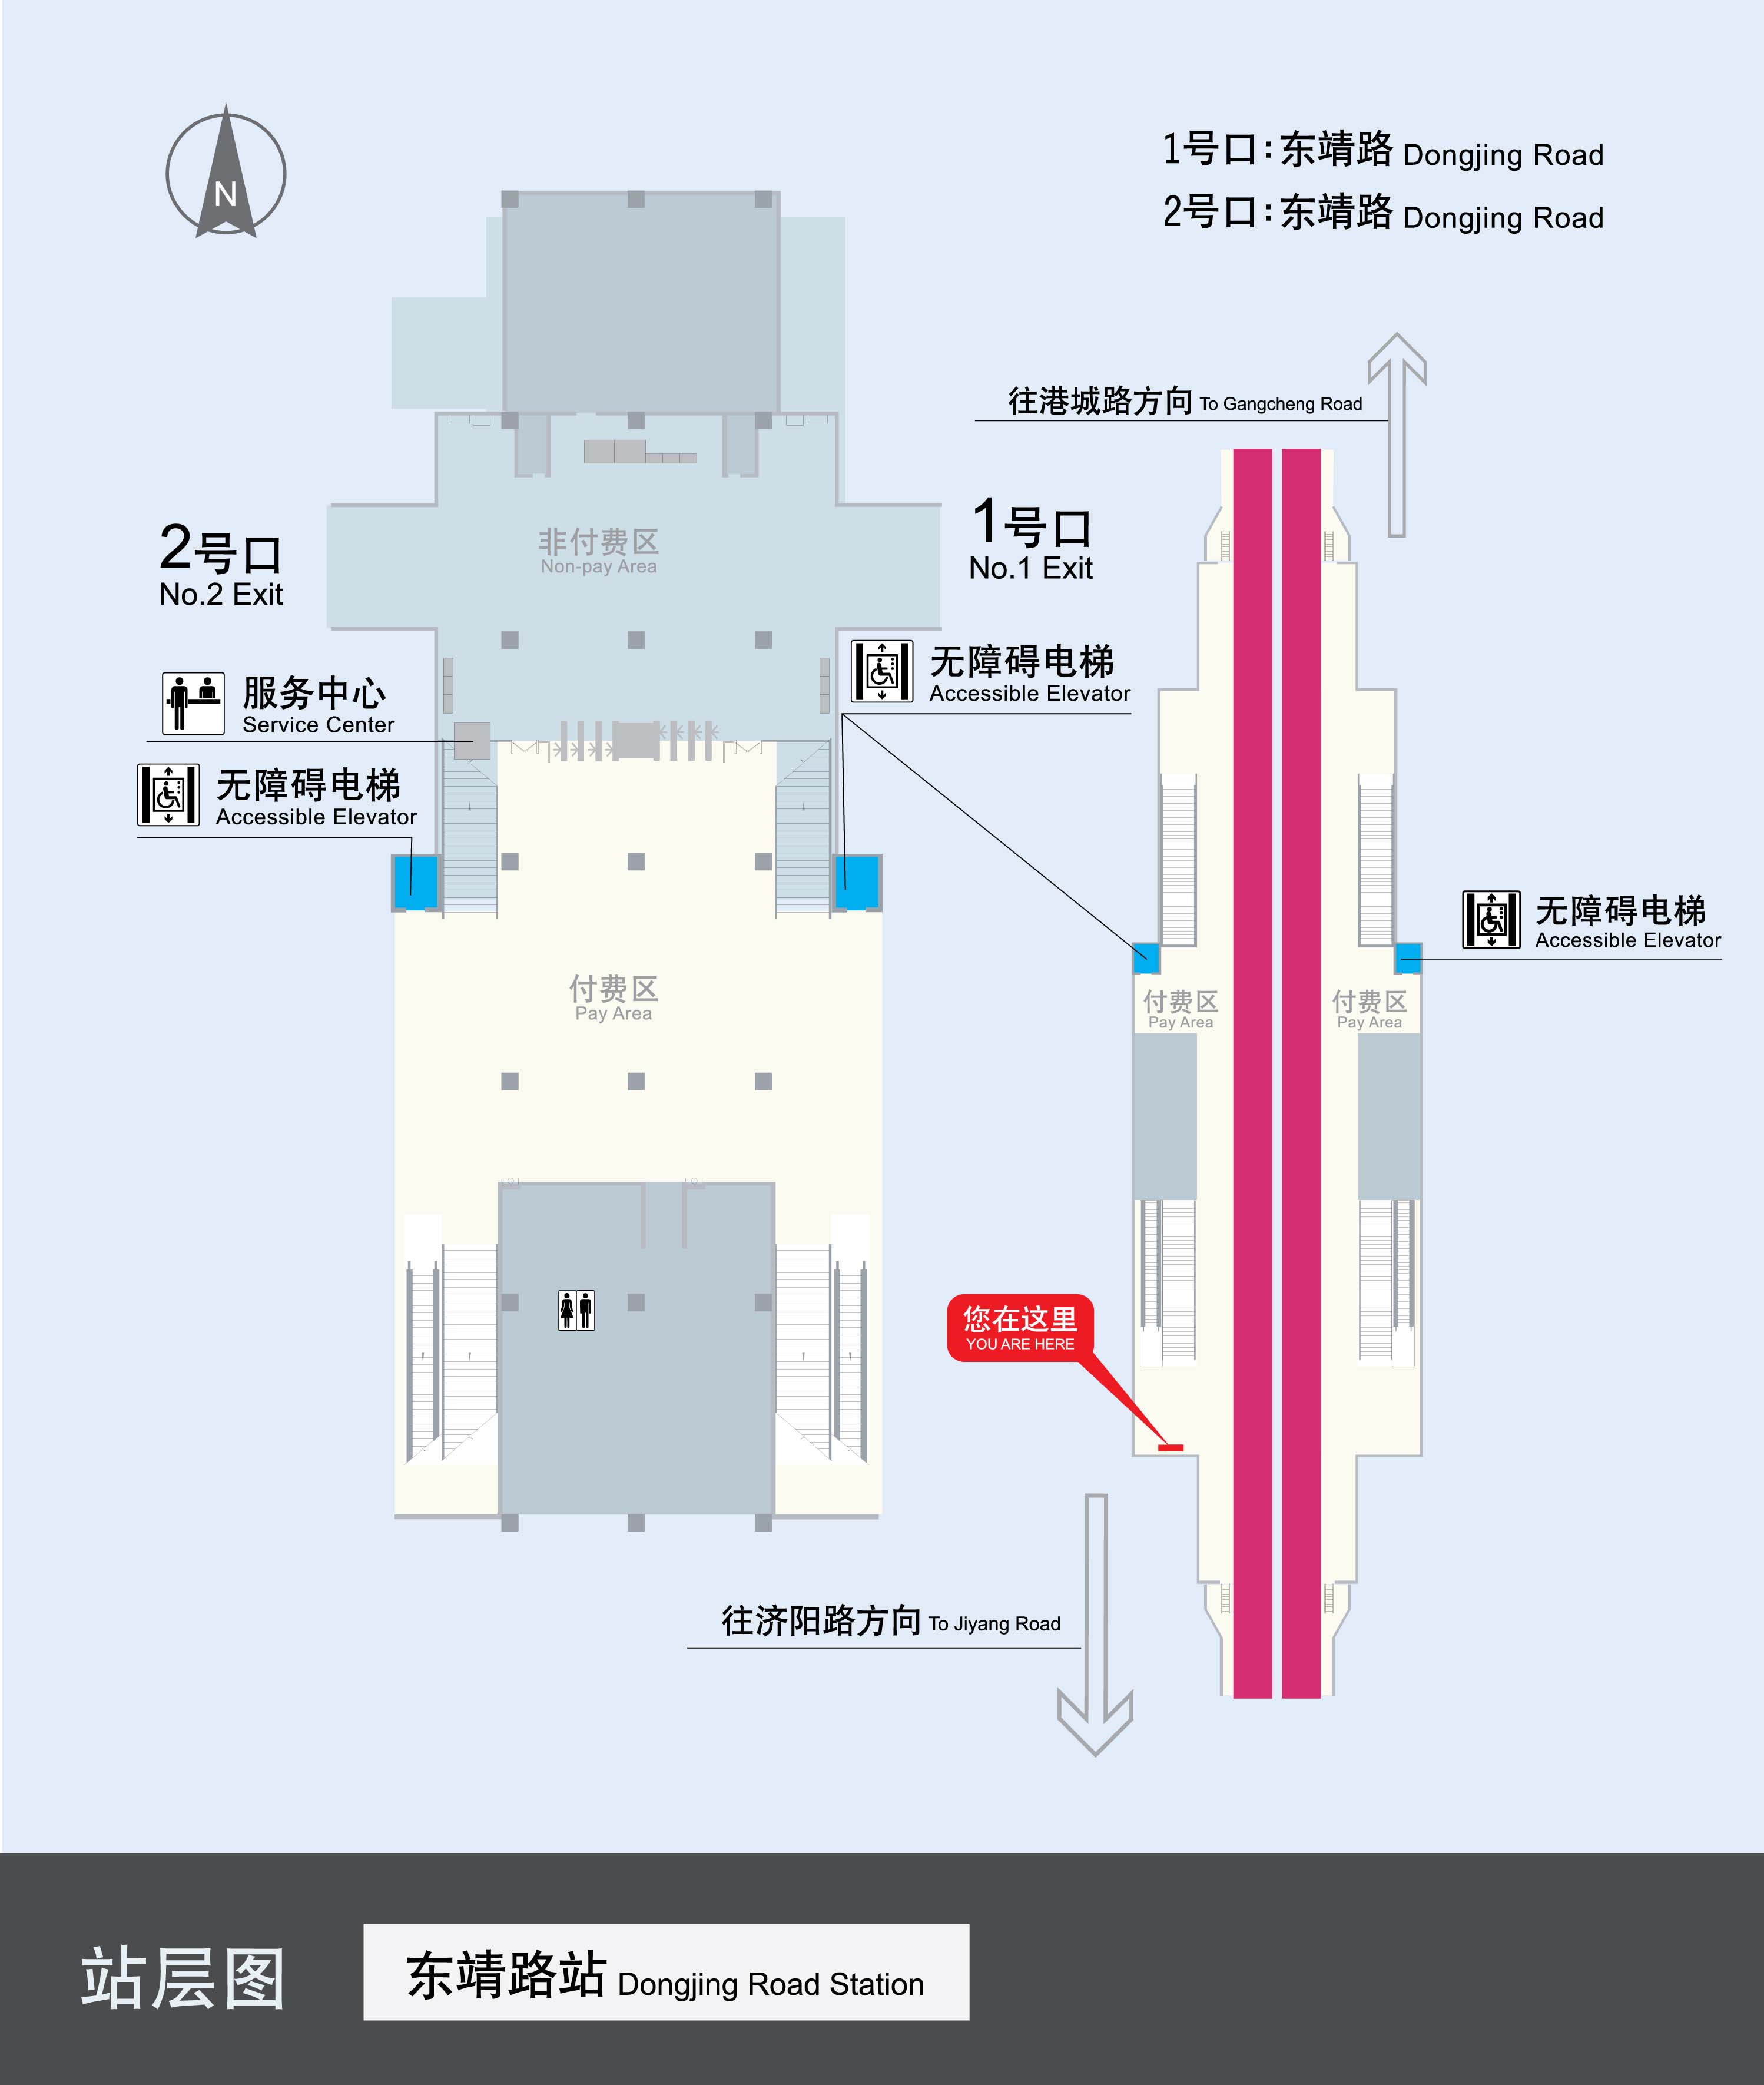 N
1号口:东靖路 Dongjing Road
2号口:东靖路 Dongjing Road
往港城路方向 To Gangcheng Road
2号口
No.2 Exit
非付费区
Non-pay Area
1号口
No.1 Exit
服务中心
Service Center
无障碍电梯
Accessible Elevator
无障碍电梯
Accessible Elevator
无障碍电梯
Accessible Elevator
付费区
Pay Area
付费区
Pay Area
付费区
Pay Area
您在这里
YOU ARE HERE
往济阳路方向 To Jiyang Road
站层图
东靖路站 Dongjing Road Station